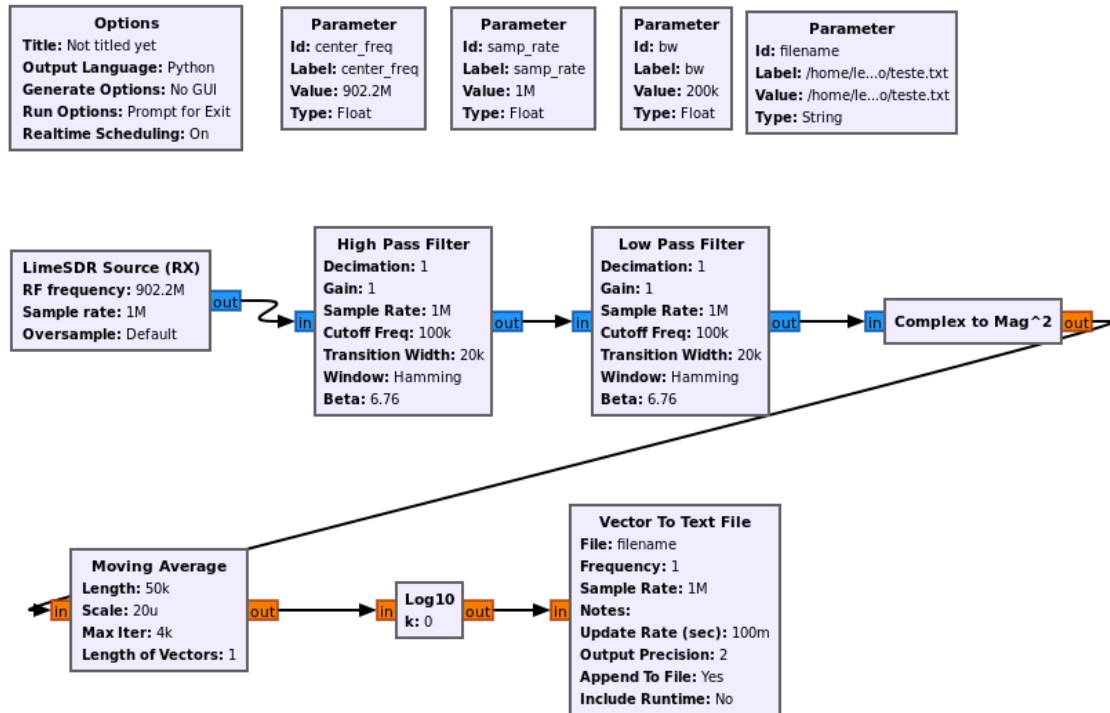 Options
Title: Not titled yet
Output Language: Python
Generate Options: No GUI
Run Options: Prompt for Exit
Realtime Scheduling: On
Parameter
Id: center_freq
Label: center_freq
Value: 902.2M
Type: Float
Parameter
Id: samp_rate
Label: samp_rate
Value: 1M
Type: Float
Parameter
Id: bw
Label: bw
Value: 200k
Type: Float
Parameter
Id: filename
Label: /home/le...o/teste.txt
Value: /home/le...o/teste.txt
Type: String
LimeSDR Source (RX)
RF frequency: 902.2M
Sample rate: 1M
Oversample: Default
out
in
High Pass Filter
Decimation: 1
Gain: 1
Sample Rate: 1M
Cutoff Freq: 100k
Transition Width: 20k
Window: Hamming
Beta: 6.76
out
in
Low Pass Filter
Decimation: 1
Gain: 1
Sample Rate: 1M
Cutoff Freq: 100k
Transition Width: 20k
Window: Hamming
Beta: 6.76
out
in
Complex to Mag^2
out
in
Moving Average
Length: 50k
Scale: 20u
Max Iter: 4k
Length of Vectors: 1
out
in
Log10
k: 0
out
in
Vector To Text File
File: filename
Frequency: 1
Sample Rate: 1M
Notes:
Update Rate (sec): 100m
Output Precision: 2
Append To File: Yes
Include Runtime: No